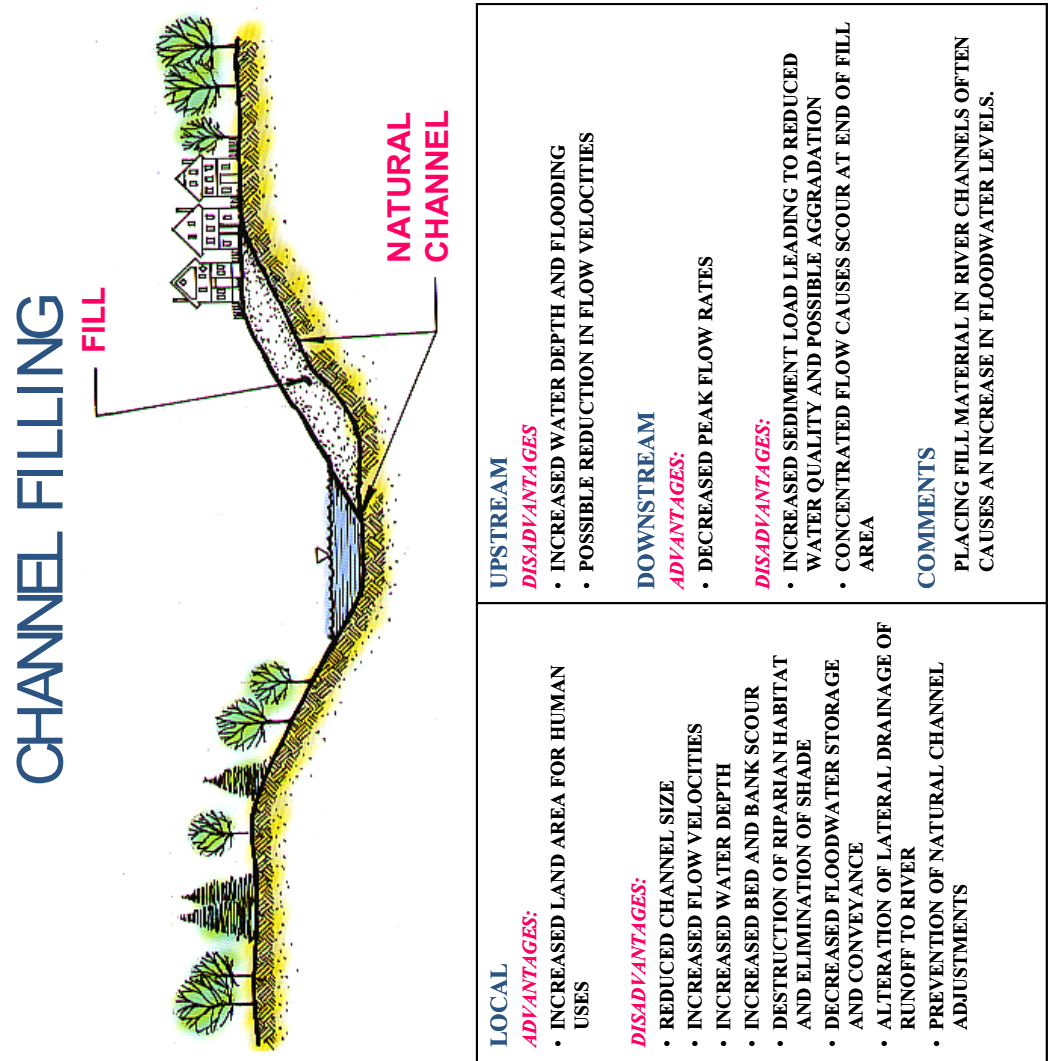 CHANNEL FILLING
FILL
NATURAL
CHANNEL
LOCAL
ADVANTAGES:
• INCREASED LAND AREA FOR HUMAN
USES
DISADVANTAGES:
• REDUCED CHANNEL SIZE
• INCREASED FLOW VELOCITIES
• INCREASED WATER DEPTH
• INCREASED BED AND BANK SCOUR
• DESTRUCTION OF RIPARIAN HABITAT
AND ELIMINATION OF SHADE
• DECREASED FLOODWATER STORAGE
AND CONVEYANCE
• ALTERATION OF LATERAL DRAINAGE OF
RUNOFF TO RIVER
• PREVENTION OF NATURAL CHANNEL
ADJUSTMENTS
UPSTREAM
DISADVANTAGES
• INCREASED WATER DEPTH AND FLOODING
• POSSIBLE REDUCTION IN FLOW VELOCITIES
DOWNSTREAM
ADVANTAGES:
• DECREASED PEAK FLOW RATES
DISADVANTAGES:
• INCREASED SEDIMENT LOAD LEADING TO REDUCED
WATER QUALITY AND POSSIBLE AGGRADATION
• CONCENTRATED FLOW CAUSES SCOUR AT END OF FILL
AREA
COMMENTS
PLACING FILL MATERIAL IN RIVER CHANNELS OFTEN
CAUSES AN INCREASE IN FLOODWATER LEVELS.